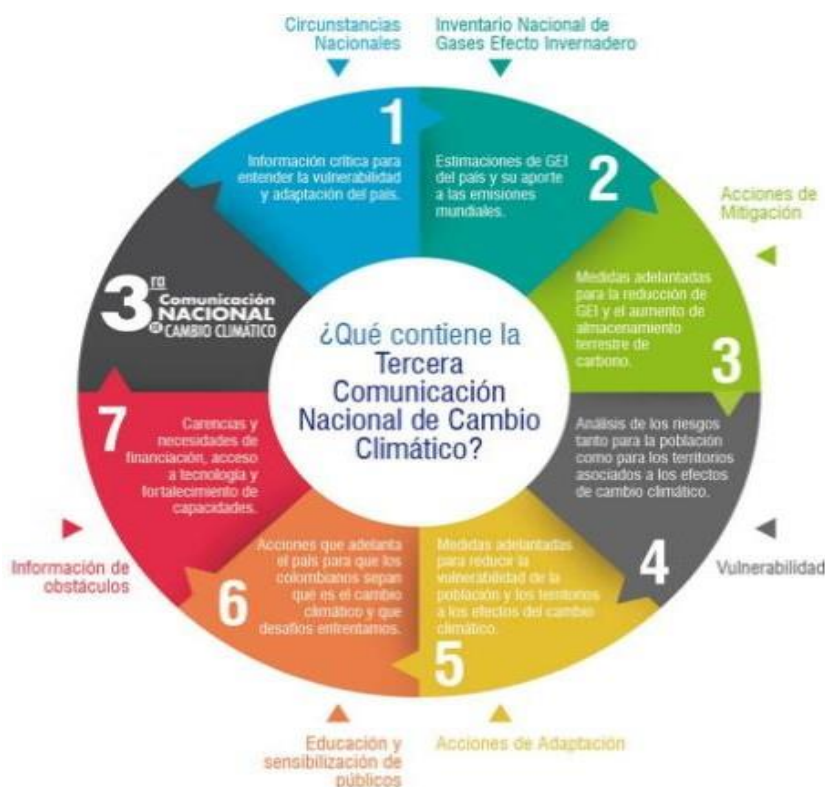 Circunstancias
Nacionales
Inventario Nacional de
Gases Efecto Invernadero
1
Información crítica para
entender la vulnerabilidad
y adaptación del país.
2
Estimaciones de GEI
del país y su aporte
a las emisiones
mundiales.
Acciones de
Mitigación
Medidas adelantadas
para la reducción de
GEI y el aumento de
almacenamiento
terrestre de
carbono.
3
3ra
Comunicación
NACIONAL
DE CAMBIO CLIMÁTICO
¿Qué contiene la
Tercera
Comunicación
Nacional de Cambio
Climático?
Análisis de los riesgos
tanto para la población
como para los territorios
asociados a los efectos
de cambio climático.
4
Vulnerabilidad
Medidas adelantadas
para reducir la
vulnerabilidad de la
población y los territorios
a los efectos del cambio
climático.
5
Acciones de Adaptación
Acciones que adelanta
el país para que los
colombianos sepan
que es el cambio
climático y que
desafíos enfrentamos.
6
Educación y
sensibilización de
públicos
7
Carencias y
necesidades de
financiación, acceso
a tecnología y
fortalecimiento de
capacidades.
Información de
obstáculos